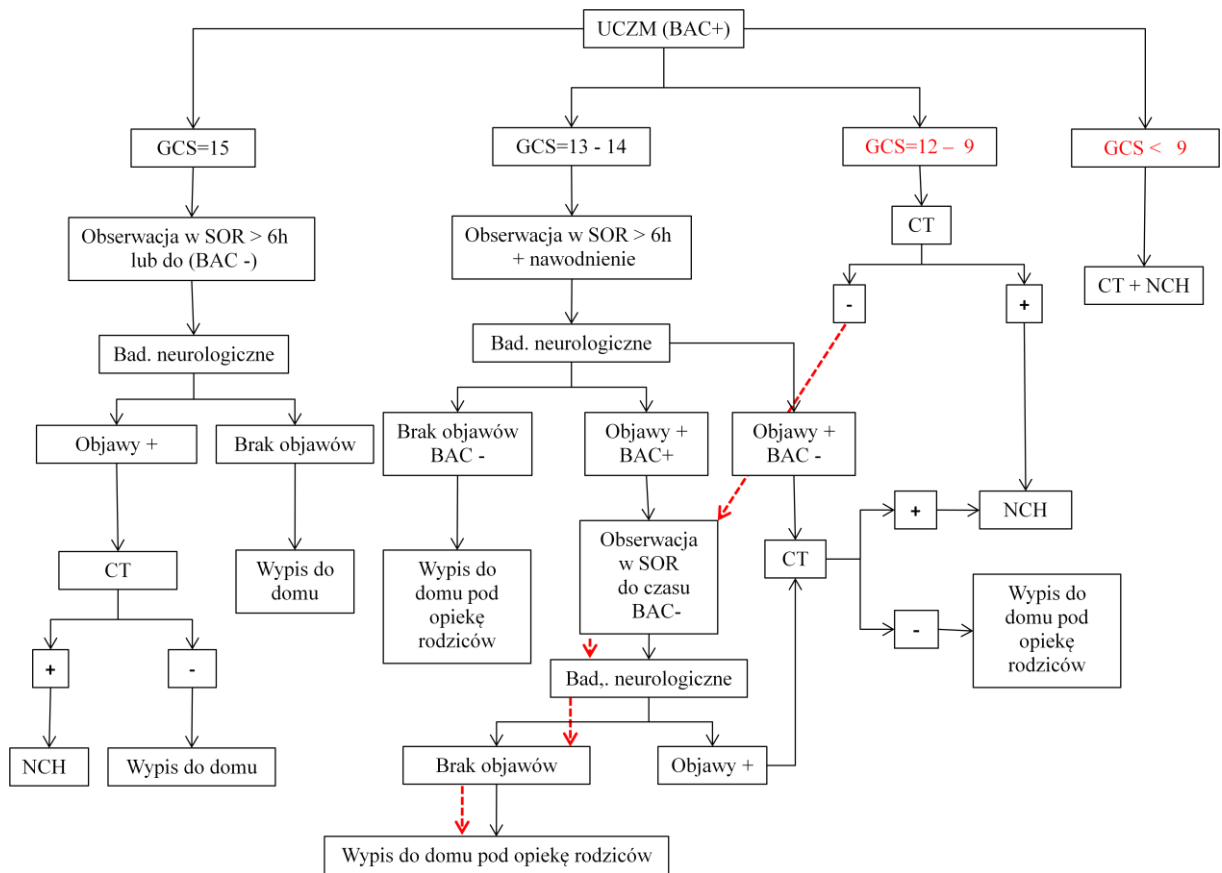 UCZM (BAC+)
GCS=15
GCS=13 - 14
GCS=12 – 9
GCS < 9
Obserwacja w SOR > 6h
lub do (BAC -)
Obserwacja w SOR > 6h
+ nawodnienie
CT
CT + NCH
-
+
Bad. neurologiczne
Bad. neurologiczne
Objawy +
Brak objawów
Brak objawów
BAC -
Objawy +
BAC+
Objawy +
BAC -
CT
Wypis do
domu
Wypis do
domu pod
opiekę
rodziców
Obserwacja
w SOR
do czasu
BAC-
CT
+
NCH
-
Wypis do
domu pod
opiekę
rodziców
+
-
Bad,. neurologiczne
NCH
Wypis do domu
Brak objawów
Objawy +
Wypis do domu pod opiekę rodziców